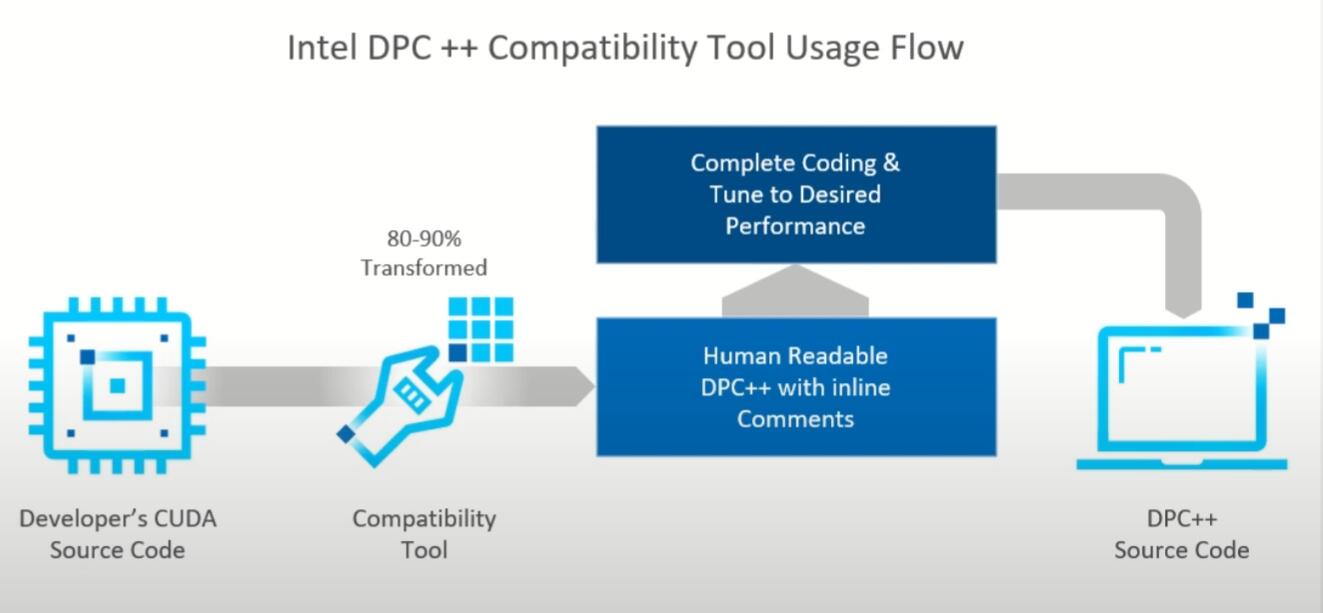 Intel DPC ++ Compatibility Tool Usage Flow
Complete Coding &
Tune to Desired
Performance
80-90%
Transformed
Human Readable
DPC++ with inline
Comments
Developer's CUDA
Source Code
Compatibility
Tool
DPC++
Source Code